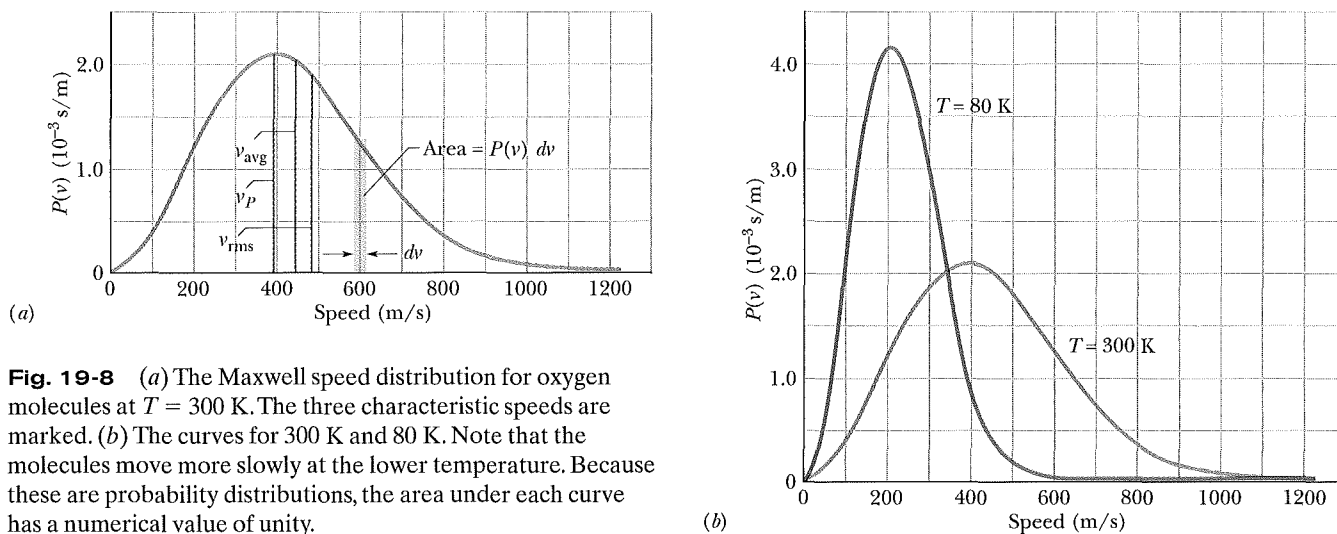 2.0
1.0
0
P(v) (10⁻³ s/m)
v_avg
v_P
v_rms
Area = P(v) dv
dv
0 200 400 600 800 1000 1200
(a)
Speed (m/s)
Fig. 19-8 (a) The Maxwell speed distribution for oxygen
molecules at T = 300 K. The three characteristic speeds are
marked. (b) The curves for 300 K and 80 K. Note that the
molecules move more slowly at the lower temperature. Because
these are probability distributions, the area under each curve
has a numerical value of unity.
4.0
3.0
2.0
1.0
0
P(v) (10⁻³ s/m)
T = 80 K
T = 300 K
0 200 400 600 800 1000 1200
(b)
Speed (m/s)